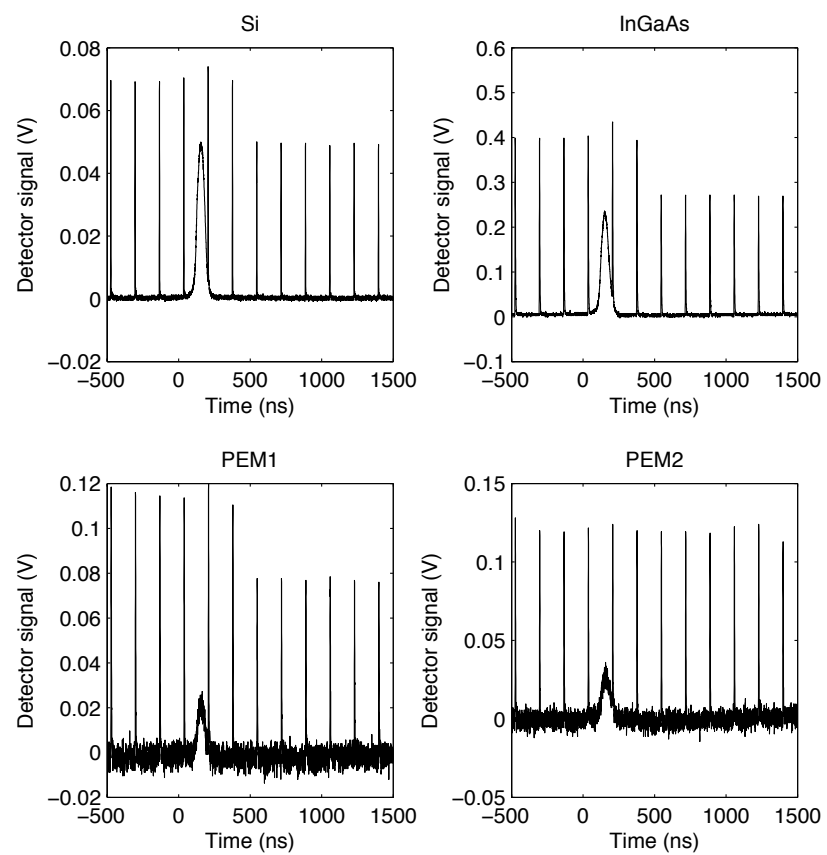 Si
0.08
0.06
0.04
0.02
0
−0.02
Detector signal (V)
−500 0 500 1000 1500
Time (ns)
InGaAs
0.6
0.5
0.4
0.3
0.2
0.1
0
−0.1
Detector signal (V)
−500 0 500 1000 1500
Time (ns)
PEM1
0.12
0.1
0.08
0.06
0.04
0.02
0
−0.02
Detector signal (V)
−500 0 500 1000 1500
Time (ns)
PEM2
0.15
0.1
0.05
0
−0.05
Detector signal (V)
−500 0 500 1000 1500
Time (ns)